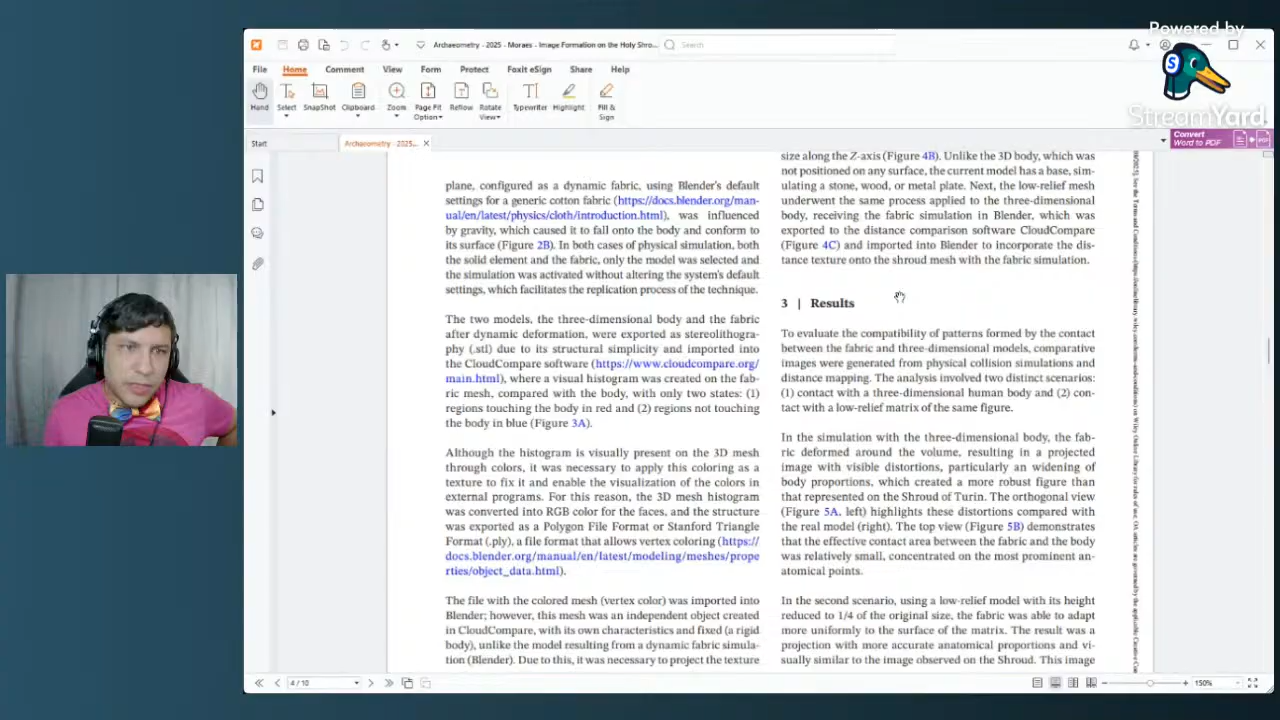 Powered by
StreamYard
Archaeometry - 2025 - Moraes - Image Formation on the Holy Shro...
Search
File
Home
Comment
View
Form
Protect
Foxit eSign
Share
Help
Hand
Select
SnapShot
Clipboard
Zoom
Page Fit
Option
Reflow
Rotate
View
Typewriter
Highlight
Fill &
Sign
Start
Archaeometry - 2025...
Convert
Word to PDF
plane, configured as a dynamic fabric, using Blender's default
settings for a generic cotton fabric (https://docs.blender.org/man-
ual/en/latest/physics/cloth/introduction.html), was influenced
by gravity, which caused it to fall onto the body and conform to
its surface (Figure 2B). In both cases of physical simulation, both
the solid element and the fabric, only the model was selected and
the simulation was activated without altering the system's default
settings, which facilitates the replication process of the technique.
The two models, the three-dimensional body and the fabric
after dynamic deformation, were exported as stereolithogra-
phy (.stl) due to its structural simplicity and imported into
the CloudCompare software (https://www.cloudcompare.org/
main.html), where a visual histogram was created on the fab-
ric mesh, compared with the body, with only two states: (1)
regions touching the body in red and (2) regions not touching
the body in blue (Figure 3A).
Although the histogram is visually present on the 3D mesh
through colors, it was necessary to apply this coloring as a
texture to fix it and enable the visualization of the colors in
external programs. For this reason, the 3D mesh histogram
was converted into RGB color for the faces, and the structure
was exported as a Polygon File Format or Stanford Triangle
Format (.ply), a file format that allows vertex coloring (https://
docs.blender.org/manual/en/latest/modeling/meshes/prope
rties/object_data.html).
The file with the colored mesh (vertex color) was imported into
Blender; however, this mesh was an independent object created
in CloudCompare, with its own characteristics and fixed (a rigid
body), unlike the model resulting from a dynamic fabric simula-
tion (Blender). Due to this, it was necessary to project the texture
size along the Z-axis (Figure 4B). Unlike the 3D body, which was
not positioned on any surface, the current model has a base, sim-
ulating a stone, wood, or metal plate. Next, the low-relief mesh
underwent the same process applied to the three-dimensional
body, receiving the fabric simulation in Blender, which was
exported to the distance comparison software CloudCompare
(Figure 4C) and imported into Blender to incorporate the dis-
tance texture onto the shroud mesh with the fabric simulation.
3 | Results
To evaluate the compatibility of patterns formed by the contact
between the fabric and three-dimensional models, comparative
images were generated from physical collision simulations and
distance mapping. The analysis involved two distinct scenarios:
(1) contact with a three-dimensional human body and (2) con-
tact with a low-relief matrix of the same figure.
In the simulation with the three-dimensional body, the fab-
ric deformed around the volume, resulting in a projected
image with visible distortions, particularly an widening of
body proportions, which created a more robust figure than
that represented on the Shroud of Turin. The orthogonal view
(Figure 5A, left) highlights these distortions compared with
the real model (right). The top view (Figure 5B) demonstrates
that the effective contact area between the fabric and the body
was relatively small, concentrated on the most prominent an-
atomical points.
In the second scenario, using a low-relief model with its height
reduced to 1/4 of the original size, the fabric was able to adapt
more uniformly to the surface of the matrix. The result was a
projection with more accurate anatomical proportions and vi-
sually similar to the image observed on the Shroud. This image
4 / 10
150%